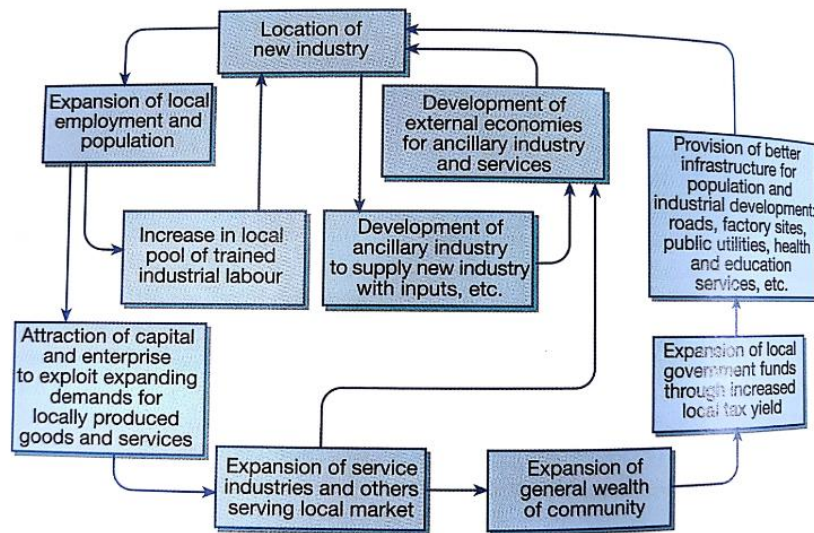 Location of
new industry
Expansion of local
employment and
population
Development of
external economies
for ancillary industry
and services
Provision of better
infrastructure for
population and
industrial development:
roads, factory sites,
public utilities, health
and education
services, etc.
Increase in local
pool of trained
industrial labour
Development of
ancillary industry
to supply new industry
with inputs, etc.
Attraction of capital
and enterprise
to exploit expanding
demands for
locally produced
goods and services
Expansion of local
government funds
through increased
local tax yield
Expansion of service
industries and others
serving local market
Expansion of
general wealth
of community